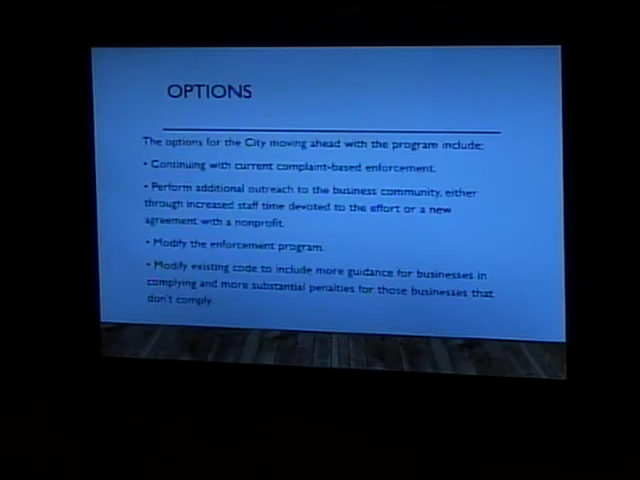 OPTIONS
The options for the City moving ahead with the program include:
• Continuing with current complaint-based enforcement.
• Perform additional outreach to the business community, either
through increased staff time devoted to the effort or a new
agreement with a nonprofit.
• Modify the enforcement program.
• Modify existing code to include more guidance for businesses in
complying and more substantial penalties for those businesses that
don't comply.